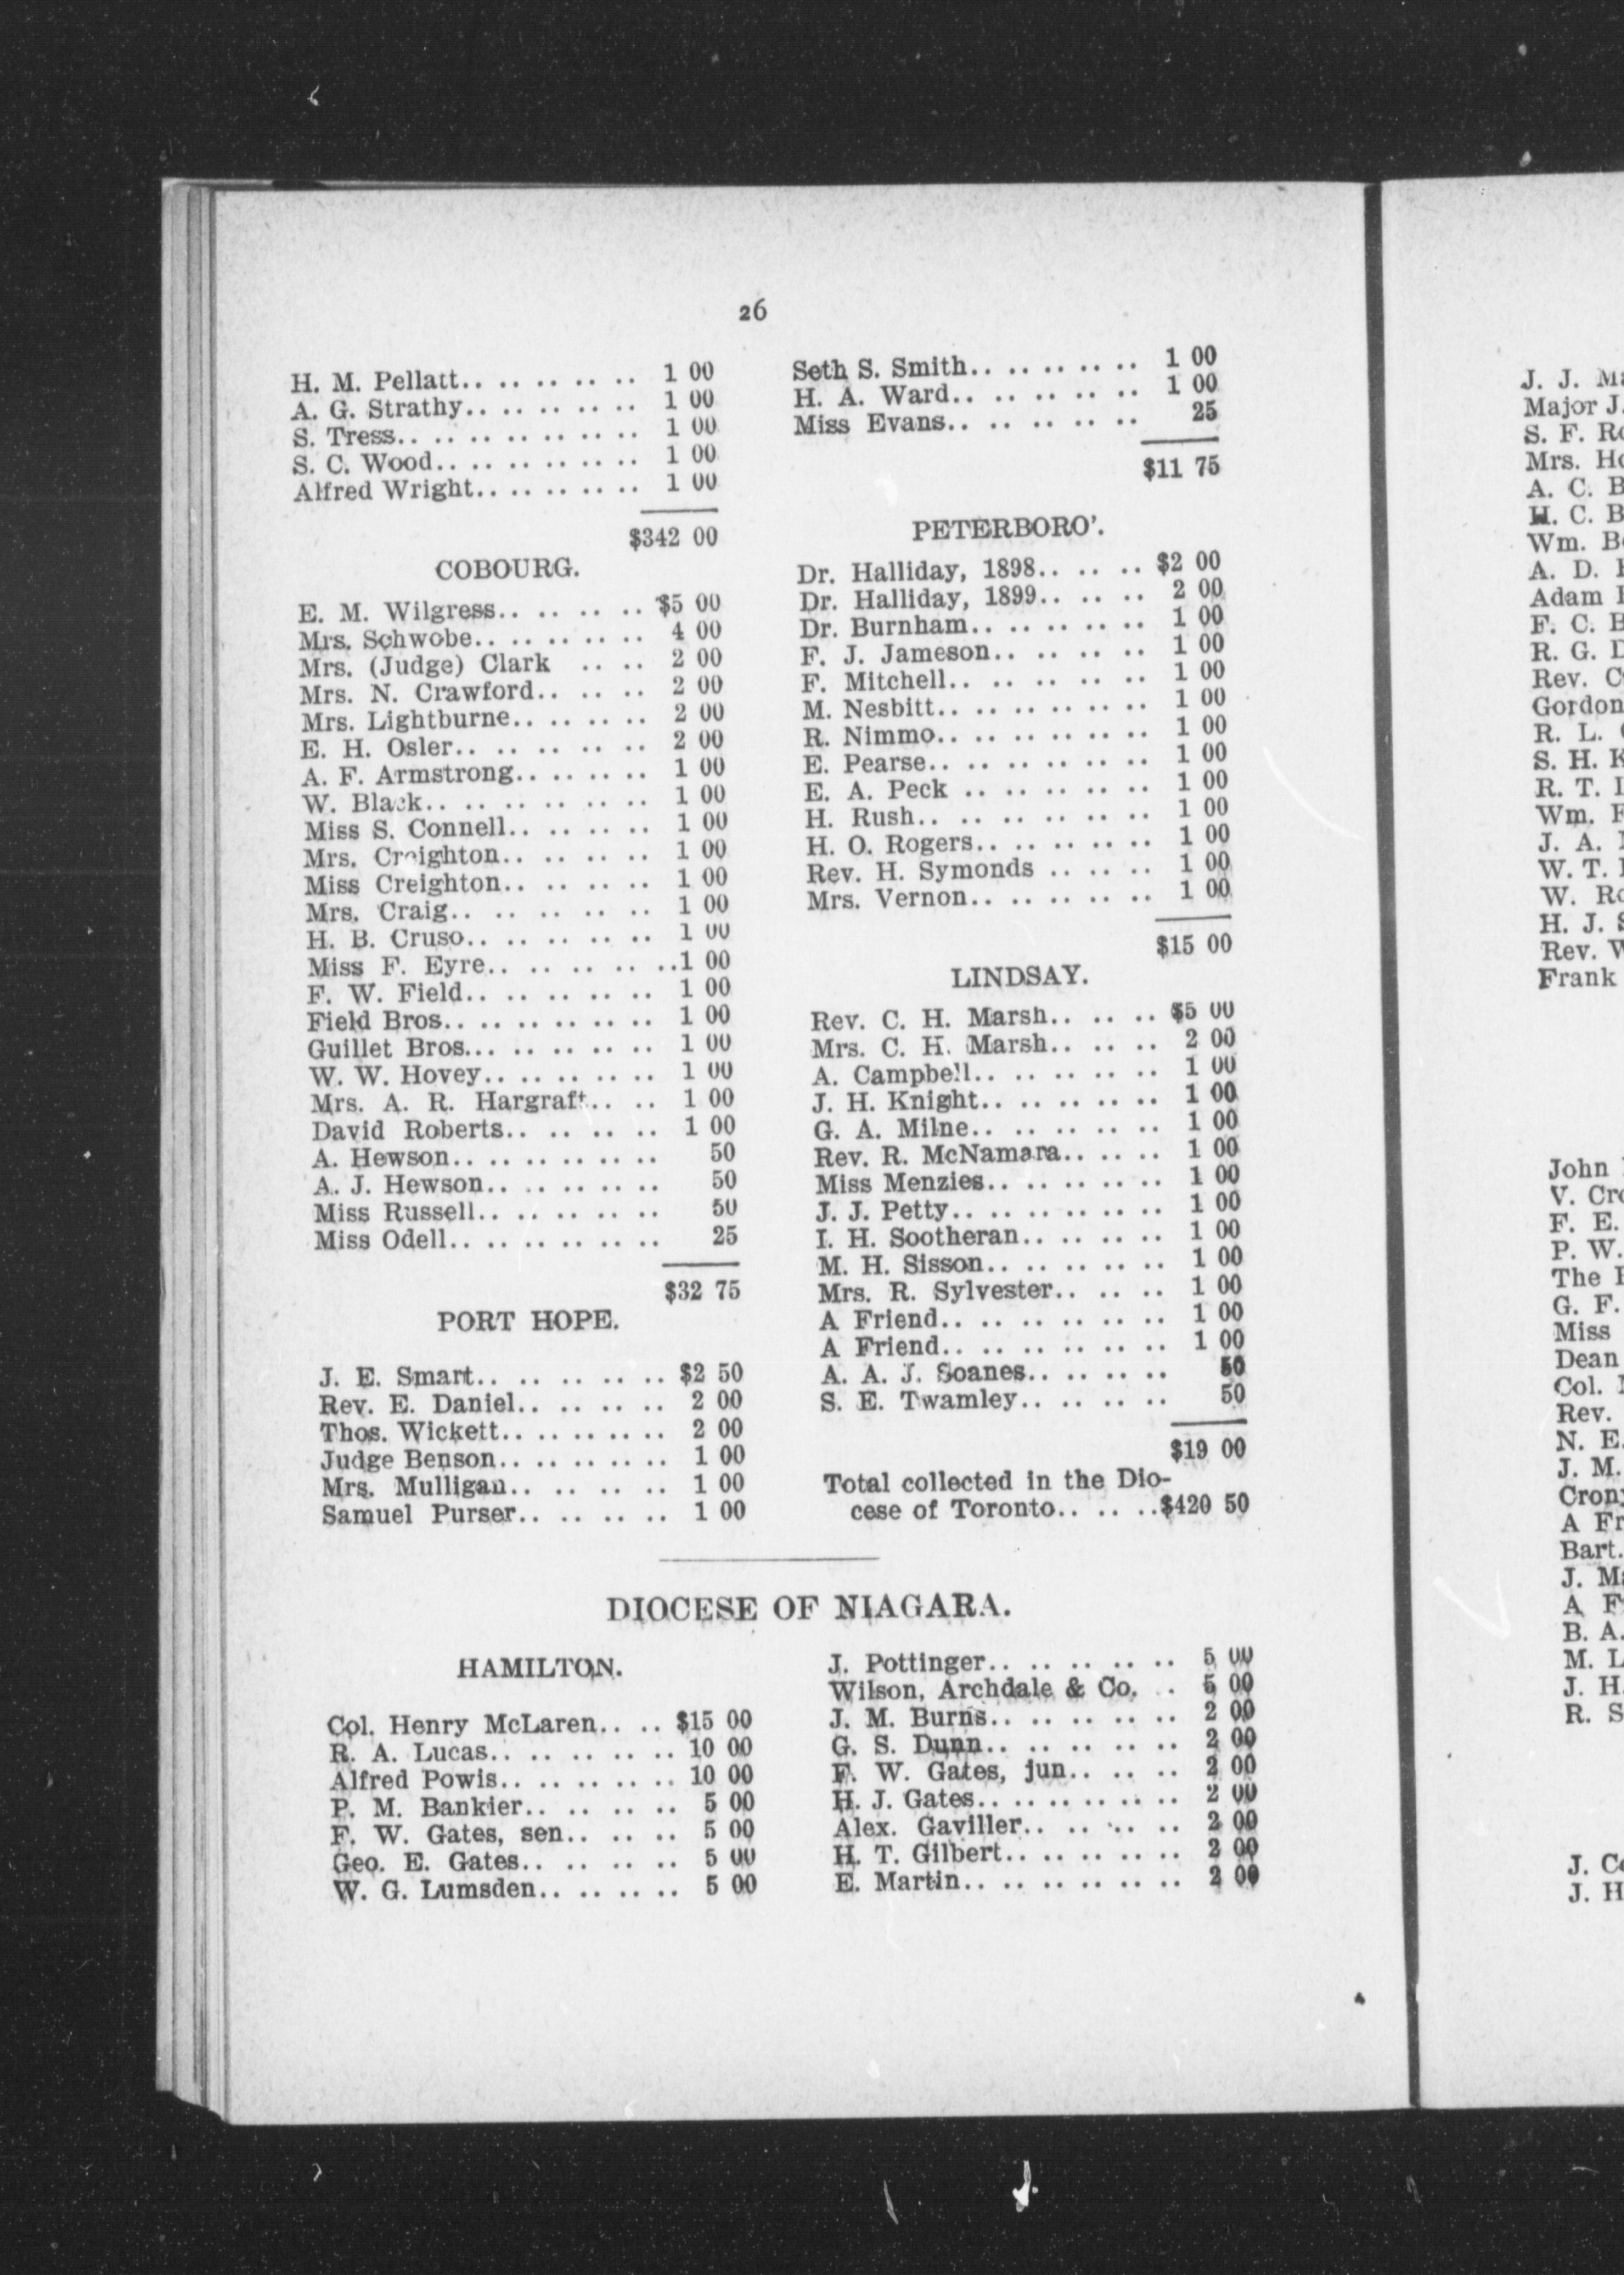 26
H. M. Pellatt.. .. .. .. .. 1 00
A. G. Strathy.. .. .. .. .. 1 00
S. Tress.. .. .. .. .. .. .. 1 00
S. C. Wood.. .. .. .. .. .. 1 00
Alfred Wright.. .. .. .. .. 1 00
$342 00
COBOURG.
E. M. Wilgress.. .. .. .. $5 00
Mrs. Schwobe.. .. .. .. .. 4 00
Mrs. (Judge) Clark .. .. 2 00
Mrs. N. Crawford.. .. .. 2 00
Mrs. Lightburne.. .. .. .. 2 00
E. H. Osler.. .. .. .. .. .. 2 00
A. F. Armstrong.. .. .. .. 1 00
W. Black.. .. .. .. .. .. .. 1 00
Miss S. Connell.. .. .. .. 1 00
Mrs. Creighton.. .. .. .. 1 00
Miss Creighton.. .. .. .. 1 00
Mrs. Craig.. .. .. .. .. .. 1 00
H. B. Cruso.. .. .. .. .. .. 1 00
Miss F. Eyre.. .. .. .. ..1 00
F. W. Field.. .. .. .. .. .. 1 00
Field Bros.. .. .. .. .. .. 1 00
Guillet Bros... .. .. .. .. 1 00
W. W. Hovey.. .. .. .. .. 1 00
Mrs. A. R. Hargraft.. .. 1 00
David Roberts.. .. .. .. 1 00
A. Hewson.. .. .. .. .. .. 50
A. J. Hewson.. .. .. .. .. 50
Miss Russell.. .. .. .. .. 50
Miss Odell.. .. .. .. .. .. 25
$32 75
PORT HOPE.
J. E. Smart.. .. .. .. .. $2 50
Rev. E. Daniel.. .. .. .. 2 00
Thos. Wickett.. .. .. .. .. 2 00
Judge Benson.. .. .. .. .. 1 00
Mrs. Mulligan.. .. .. .. .. 1 00
Samuel Purser.. .. .. .. 1 00
Seth S. Smith.. .. .. .. .. 1 00
H. A. Ward.. .. .. .. .. .. 1 00
Miss Evans.. .. .. .. .. .. 25
$11 75
PETERBORO'.
Dr. Halliday, 1898.. .. .. $2 00
Dr. Halliday, 1899.. .. .. 2 00
Dr. Burnham.. .. .. .. .. 1 00
F. J. Jameson.. .. .. .. 1 00
F. Mitchell.. .. .. .. .. .. 1 00
M. Nesbitt.. .. .. .. .. .. 1 00
R. Nimmo.. .. .. .. .. .. 1 00
E. Pearse.. .. .. .. .. .. 1 00
E. A. Peck .. .. .. .. .. 1 00
H. Rush.. .. .. .. .. .. .. 1 00
H. O. Rogers.. .. .. .. .. 1 00
Rev. H. Symonds .. .. .. 1 00
Mrs. Vernon.. .. .. .. .. 1 00
$15 00
LINDSAY.
Rev. C. H. Marsh.. .. .. $5 00
Mrs. C. H. Marsh.. .. .. 2 00
A. Campbell.. .. .. .. .. 1 00
J. H. Knight.. .. .. .. .. 1 00
G. A. Milne.. .. .. .. .. .. 1 00
Rev. R. McNamara.. .. .. 1 00
Miss Menzies.. .. .. .. .. 1 00
J. J. Petty.. .. .. .. .. .. 1 00
I. H. Sootheran.. .. .. .. 1 00
M. H. Sisson.. .. .. .. .. 1 00
Mrs. R. Sylvester.. .. .. 1 00
A Friend.. .. .. .. .. .. 1 00
A Friend.. .. .. .. .. .. 1 00
A. A. J. Soanes.. .. .. .. 50
S. E. Twamley.. .. .. .. 50
$19 00
Total collected in the Dio-
cese of Toronto.. .. ..$420 50
DIOCESE OF NIAGARA.
HAMILTON.
Col. Henry McLaren.. .. $15 00
R. A. Lucas.. .. .. .. .. 10 00
Alfred Powis.. .. .. .. .. 10 00
P. M. Bankier.. .. .. .. 5 00
F. W. Gates, sen.. .. .. 5 00
Geo. E. Gates.. .. .. .. 5 00
W. G. Lumsden.. .. .. .. 5 00
J. Pottinger.. .. .. .. .. 5 00
Wilson, Archdale & Co. .. 5 00
J. M. Burns.. .. .. .. .. 2 00
G. S. Dunn.. .. .. .. .. 2 00
F. W. Gates, jun.. .. .. 2 00
H. J. Gates.. .. .. .. .. .. 2 00
Alex. Gaviller.. .. .. .. 2 00
H. T. Gilbert.. .. .. .. .. 2 00
E. Martin.. .. .. .. .. .. 2 00
J. J.
Major J.
S. F.
Mrs.
A. C.
H. C.
Wm.
A. D.
Adam
F. C.
R. G.
Rev.
Gordon
R. L.
S. H.
R. T.
Wm.
J. A.
W. T.
W.
H. J.
Rev.
Frank
John
V.
F. E.
P. W.
The
G. F.
Miss
Dean
Col.
Rev.
N. E.
J. M.
A
Bart.
J.
A
B. A.
M.
J. H.
R.
J.
J.